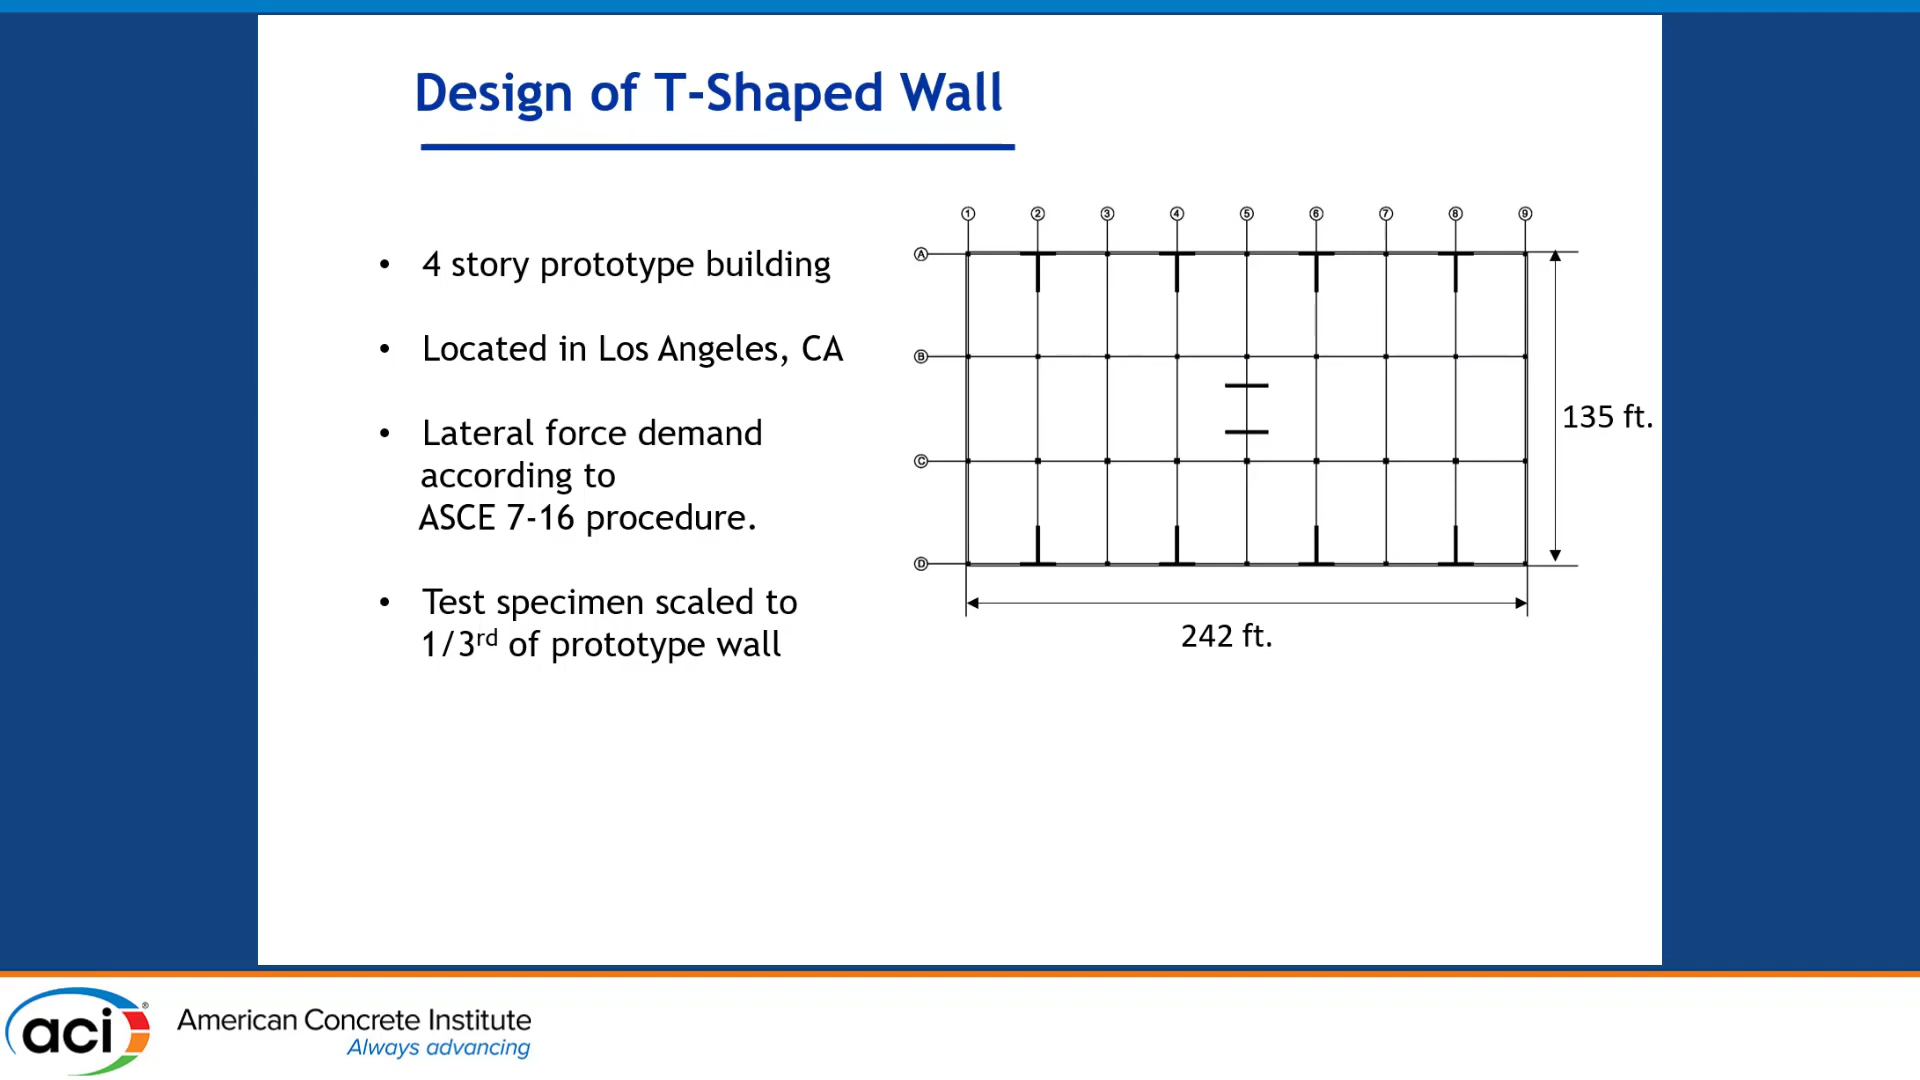 Design of T-Shaped Wall
• 4 story prototype building
• Located in Los Angeles, CA
• Lateral force demand
according to
ASCE 7-16 procedure.
• Test specimen scaled to
1/3rd of prototype wall
1 2 3 4 5 6 7 8 9
A
B
C
D
135 ft.
242 ft.
aci®
American Concrete Institute
Always advancing